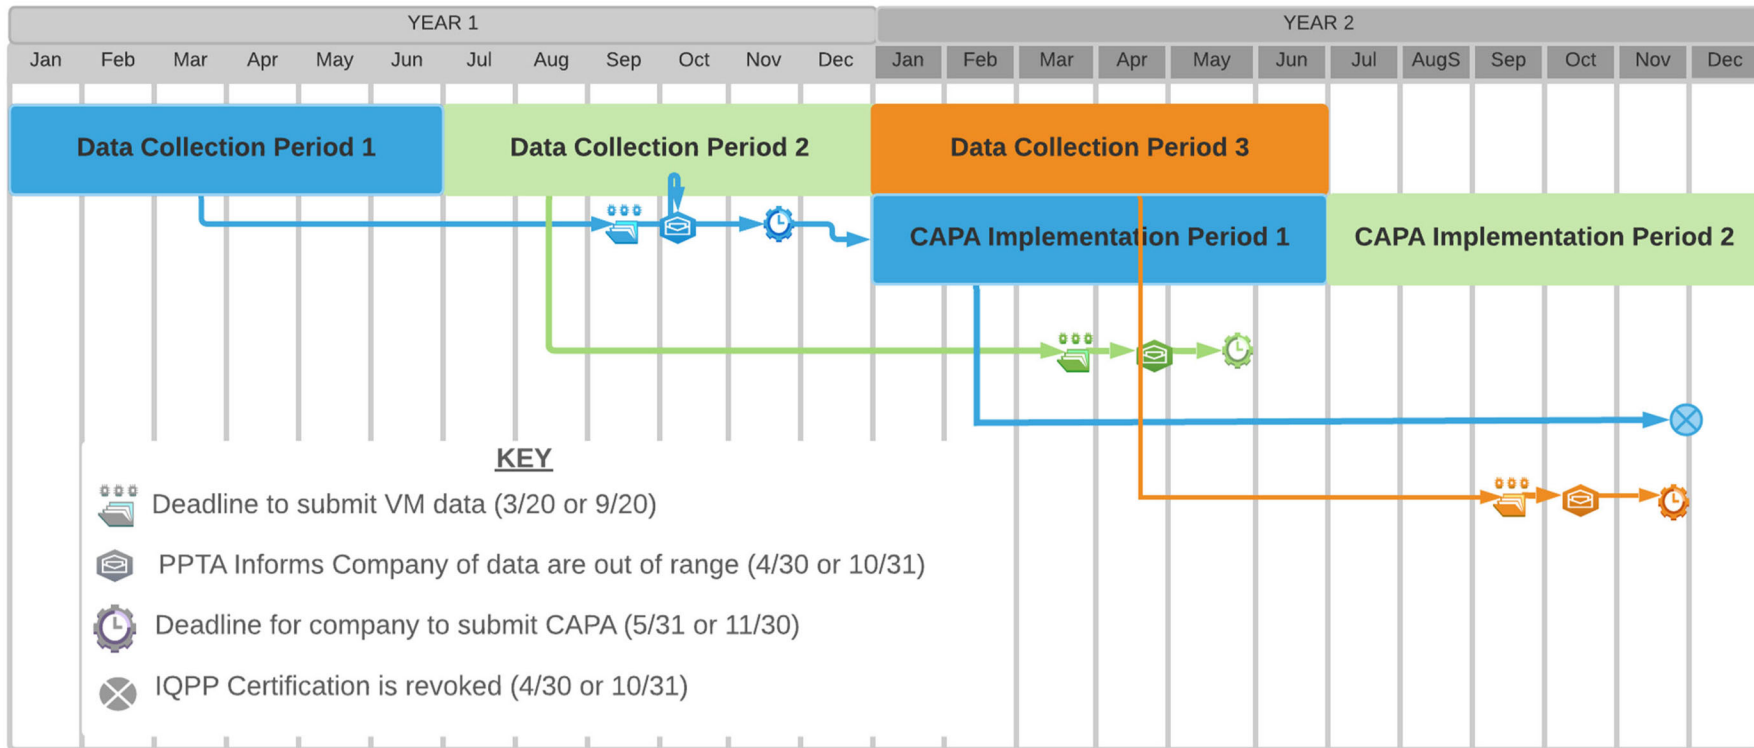 YEAR 1 YEAR 2
Jan Feb Mar Apr May Jun Jul Aug Sep Oct Nov Dec Jan Feb Mar Apr May Jun Jul AugS Sep Oct Nov Dec
Data Collection Period 1 Data Collection Period 2 Data Collection Period 3
CAPA Implementation Period 1 CAPA Implementation Period 2
KEY
Deadline to submit VM data (3/20 or 9/20)
PPTA Informs Company of data are out of range (4/30 or 10/31)
Deadline for company to submit CAPA (5/31 or 11/30)
IQPP Certification is revoked (4/30 or 10/31)